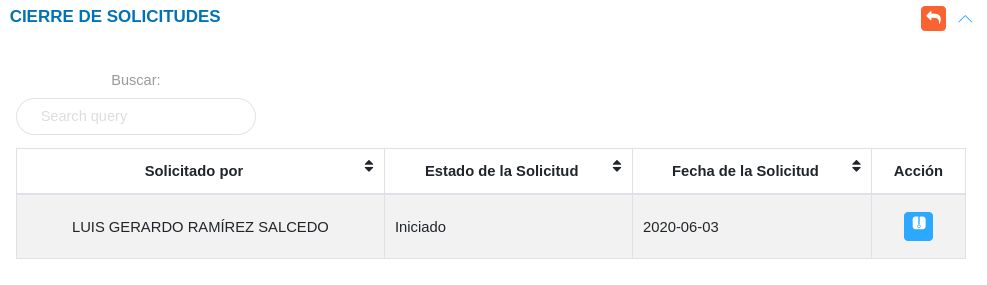 CIERRE DE SOLICITUDES
Buscar:
Search query
Solicitado por Estado de la Solicitud Fecha de la Solicitud Acción
LUIS GERARDO RAMÍREZ SALCEDO Iniciado 2020-06-03